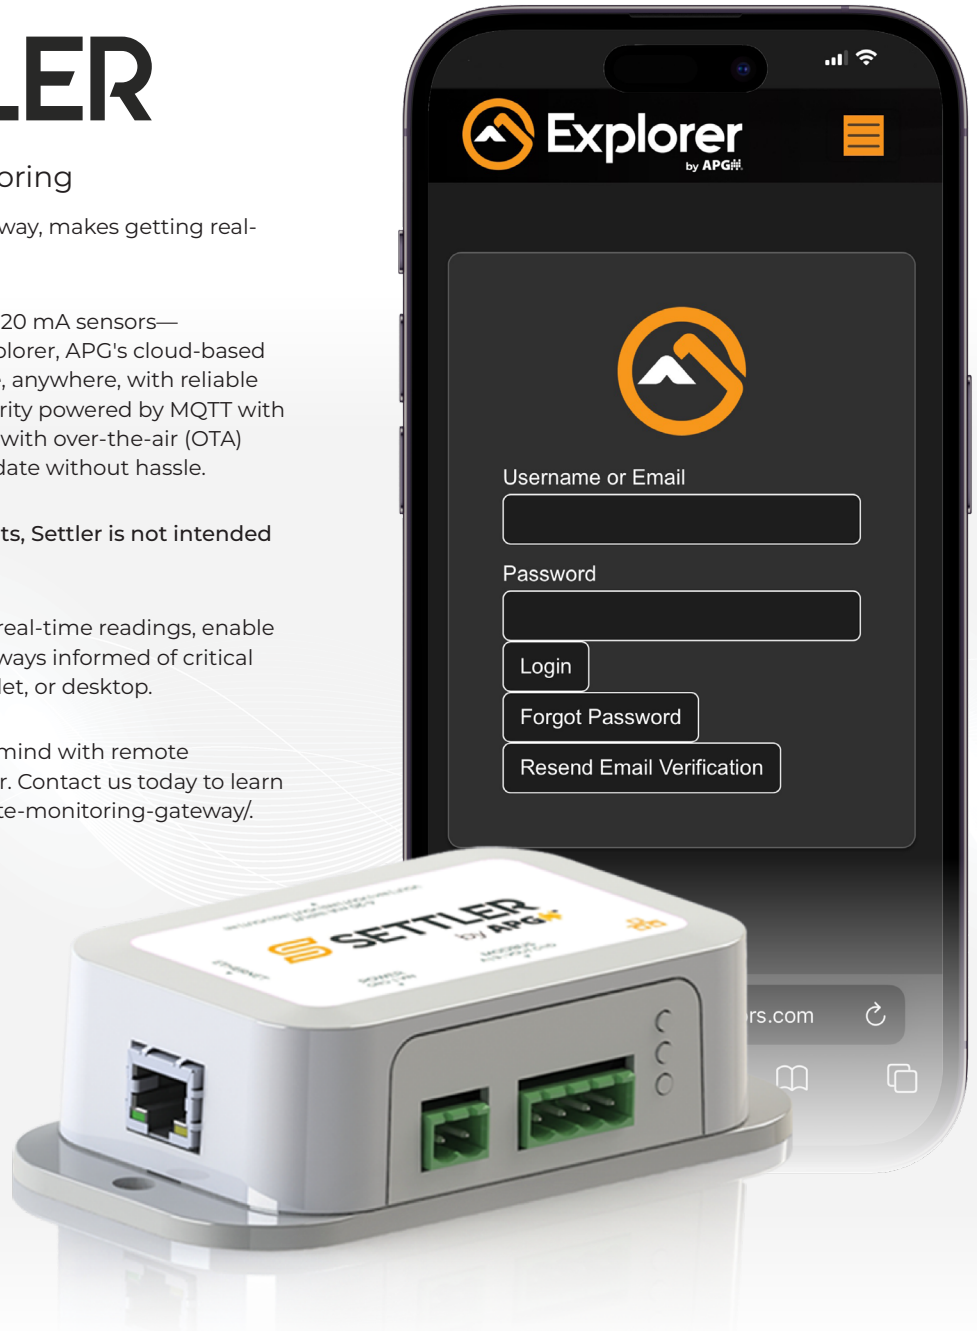 LER
oring
way, makes getting real-
20 mA sensors—
plorer, APG's cloud-based
e, anywhere, with reliable
rity powered by MQTT with
with over-the-air (OTA)
date without hassle.
ts, Settler is not intended
real-time readings, enable
ways informed of critical
let, or desktop.
mind with remote
r. Contact us today to learn
te-monitoring-gateway/.
Explorer
by APG
Username or Email
Password
Login
Forgot Password
Resend Email Verification
rs.com
SETTLER
by APG
ETHERNET
POWER
MODBUS